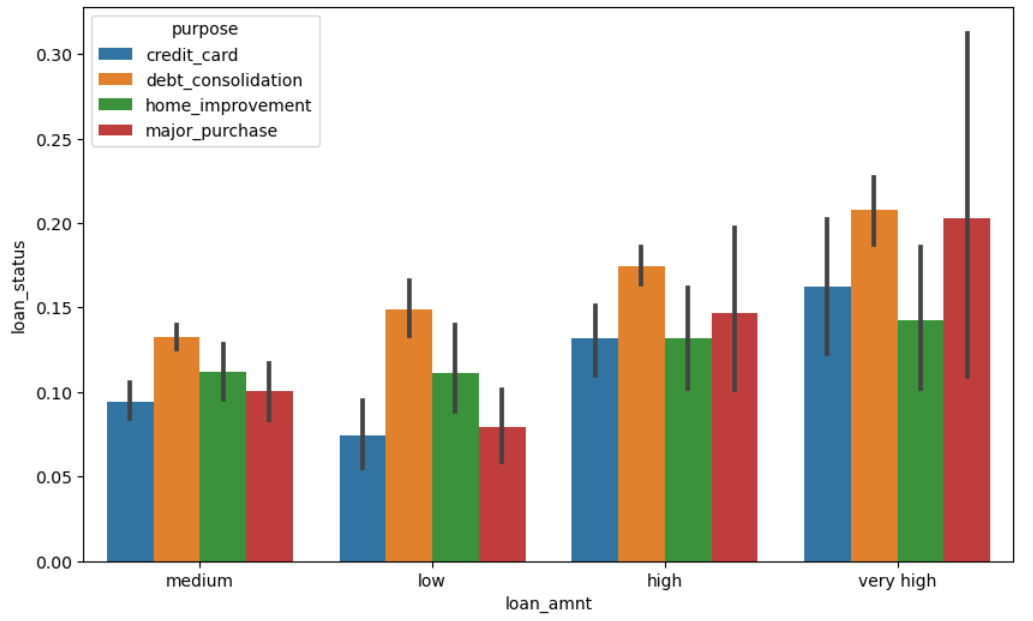 purpose
credit_card
debt_consolidation
home_improvement
major_purchase
0.30
0.25
0.20
0.15
0.10
0.05
0.00
loan_status
medium low high very high
loan_amnt